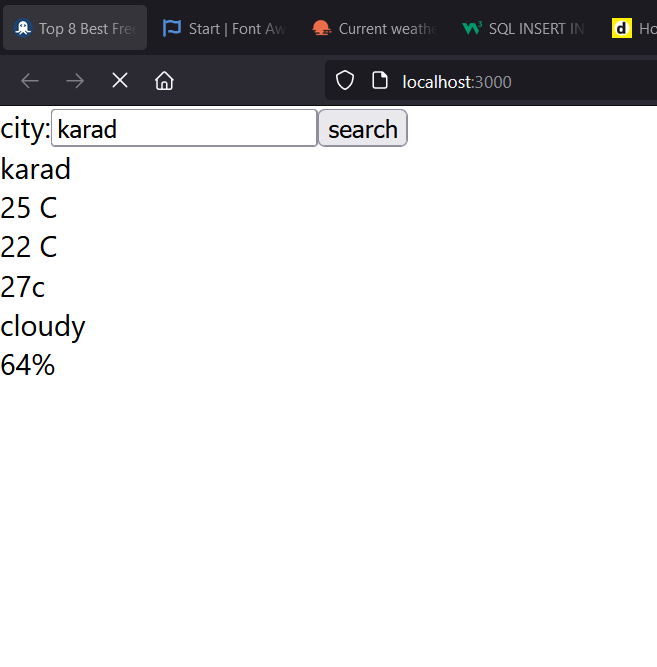 Top 8 Best Fre
Start | Font Aw
Current weathe
SQL INSERT IN
d
Ho
localhost:3000
city:karad search
karad
25 C
22 C
27c
cloudy
64%